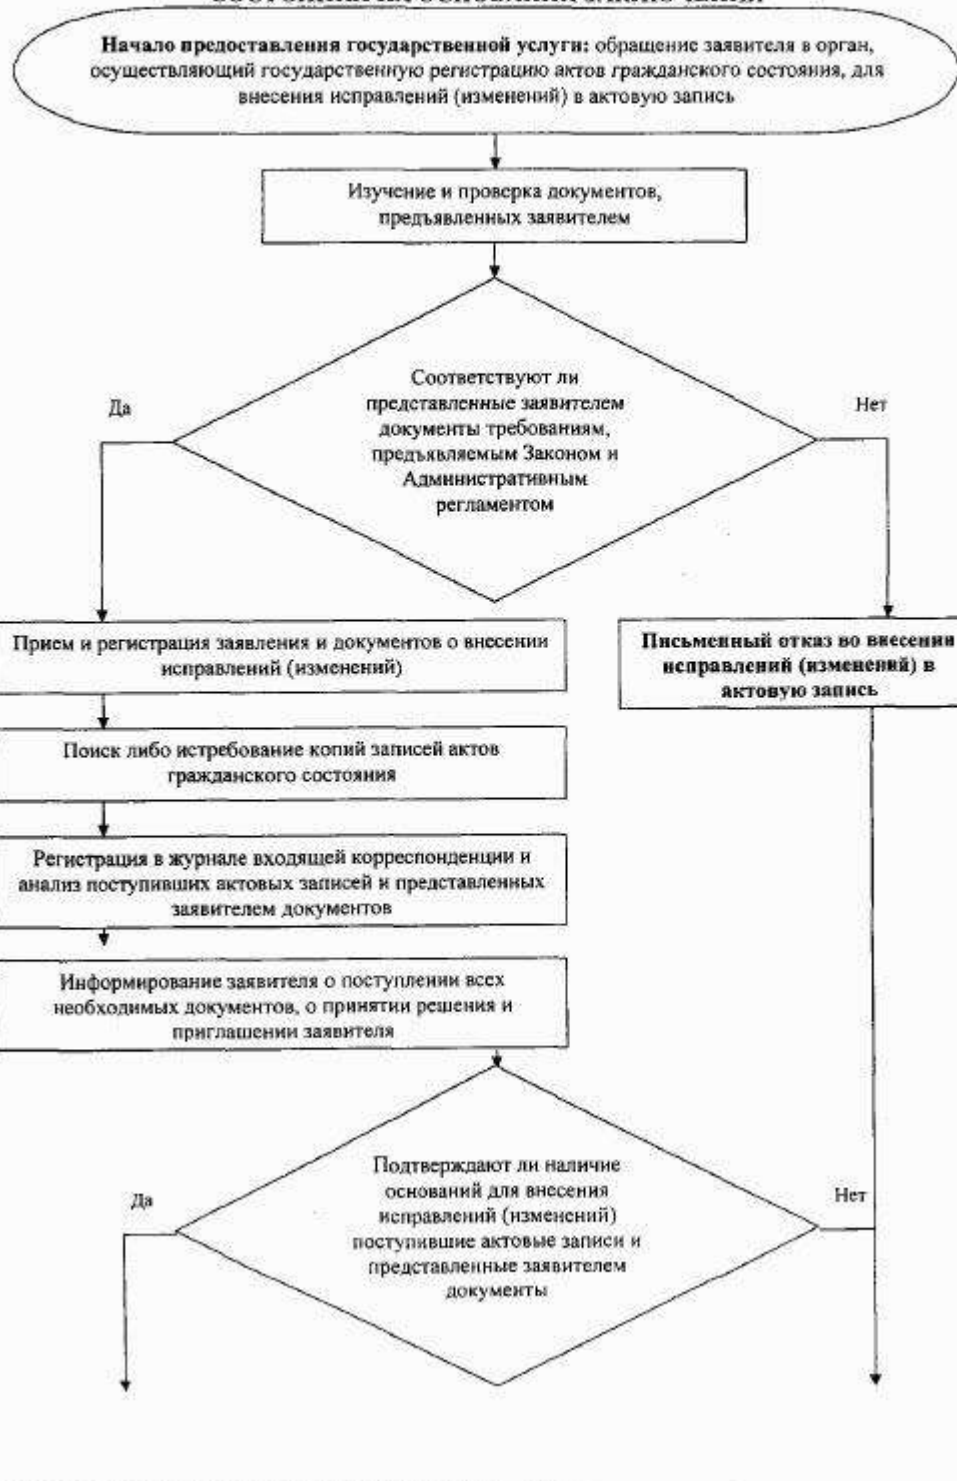 Начало предоставления государственной услуги: обращение заявителя в орган,
осуществляющий государственную регистрацию актов гражданского состояния, для
внесения исправлений (изменений) в актовую запись
Изучение и проверка документов,
предъявленных заявителем
Соответствуют ли
представленные заявителем
документы требованиям,
предъявляемым Законом и
Административным
регламентом
Да
Нет
Прием и регистрация заявления и документов о внесении
исправлений (изменений)
Письменный отказ во внесении
исправлений (изменений) в
актовую запись
Поиск либо истребование копий записей актов
гражданского состояния
Регистрация в журнале входящей корреспонденции и
анализ поступивших актовых записей и представленных
заявителем документов
Информирование заявителя о поступлении всех
необходимых документов, о принятии решения и
приглашении заявителя
Подтверждают ли наличие
оснований для внесения
исправлений (изменений)
поступившие актовые записи и
представленные заявителем
документы
Да
Нет